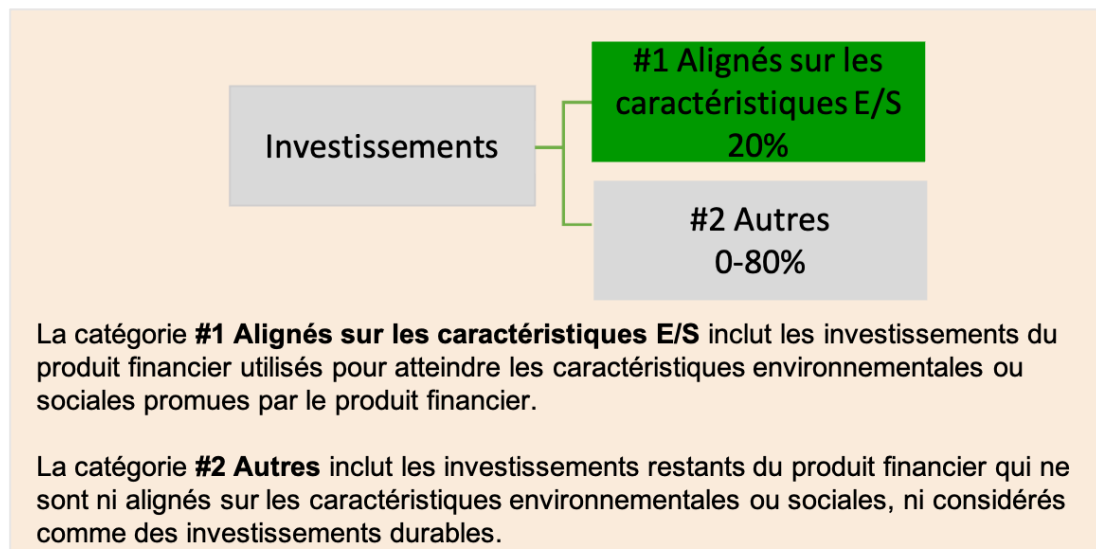 Investissements
#1 Alignés sur les
caractéristiques E/S
20%
#2 Autres
0-80%
La catégorie #1 Alignés sur les caractéristiques E/S inclut les investissements du
produit financier utilisés pour atteindre les caractéristiques environnementales ou
sociales promues par le produit financier.
La catégorie #2 Autres inclut les investissements restants du produit financier qui ne
sont ni alignés sur les caractéristiques environnementales ou sociales, ni considérés
comme des investissements durables.